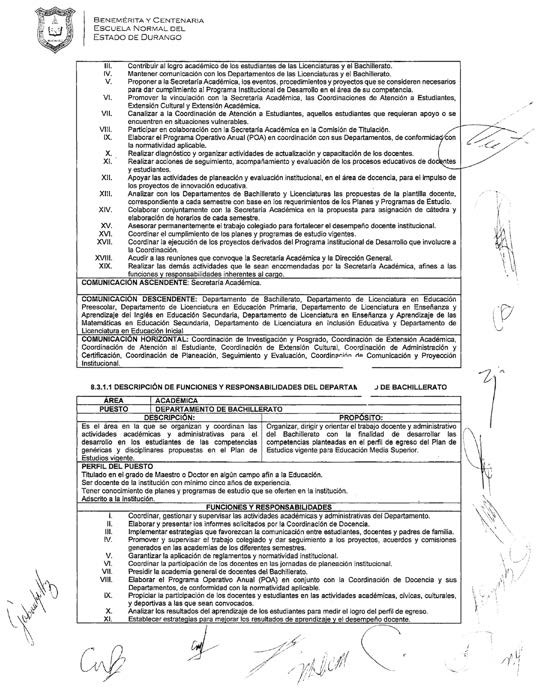 BENEMÉRITA Y CENTENARIA
ESCUELA NORMAL DEL
ESTADO DE DURANGO
III. Contribuir al logro académico de los estudiantes de las Licenciaturas y el Bachillerato.
IV. Mantener comunicación con los Departamentos de las Licenciaturas y el Bachillerato.
V. Proponer a la Secretaría Académica, los eventos, procedimientos y proyectos que se consideren necesarios
para dar cumplimiento al Programa Institucional de Desarrollo en el área de su competencia.
VI. Promover la vinculación con la Secretaría Académica, las Coordinaciones de Atención a Estudiantes,
Extensión Cultural y Extensión Académica.
VII. Canalizar a la Coordinación de Atención a Estudiantes, aquellos estudiantes que requieran apoyo o se
encuentren en situaciones vulnerables.
VIII. Participar en colaboración con la Secretaría Académica en la Comisión de Titulación.
IX. Elaborar el Programa Operativo Anual (POA) en coordinación con sus Departamentos, de conformidad con
la normatividad aplicable.
X. Realizar diagnóstico y organizar actividades de actualización y capacitación de los docentes.
XI. Realizar acciones de seguimiento, acompañamiento y evaluación de los procesos educativos de docentes
y estudiantes.
XII. Apoyar las actividades de planeación y evaluación institucional, en el área de docencia, para el impulso de
los proyectos de innovación educativa.
XIII. Analizar con los Departamentos de Bachillerato y Licenciaturas las propuestas de la plantilla docente,
correspondiente a cada semestre con base en los requerimientos de los Planes y Programas de Estudio.
XIV. Colaborar conjuntamente con la Secretaría Académica en la propuesta para asignación de cátedra y
elaboración de horarios de cada semestre.
XV. Asesorar permanentemente el trabajo colegiado para fortalecer el desempeño institucional.
XVI. Coordinar el cumplimiento de los planes y programas de estudio vigentes.
XVII. Coordinar la ejecución de los proyectos derivados del Programa institucional de Desarrollo que involucre a
la Coordinación.
XVIII. Acudir a las reuniones que convoque la Secretaría Académica y la Dirección General.
XIX. Realizar las demás actividades que le sean encomendadas por la Secretaría Académica, afines a las
funciones y responsabilidades inherentes al cargo.
COMUNICACIÓN ASCENDENTE: Secretaría Académica.
COMUNICACIÓN DESCENDENTE: Departamento de Bachillerato, Departamento de Licenciatura en Educación
Preescolar, Departamento de Licenciatura en Educación Primaria, Departamento de Licenciatura en Enseñanza y
Aprendizaje del Inglés en Educación Secundaria, Departamento de Licenciatura en Enseñanza y Aprendizaje de las
Matemáticas en Educación Secundaria, Departamento de Licenciatura en Inclusión Educativa y Departamento de
Licenciatura en Educación Inicial
COMUNICACIÓN HORIZONTAL: Coordinación de Investigación y Posgrado, Coordinación de Extensión Académica,
Coordinación de Atención al Estudiante, Coordinación de Extensión Cultural, Coordinación de Administración y
Certificación, Coordinación de Planeación, Seguimiento y Evaluación, Coordinación de Comunicación y Proyección
Institucional.
8.3.1.1 DESCRIPCIÓN DE FUNCIONES Y RESPONSABILIDADES DEL DEPARTAM O DE BACHILLERATO
ÁREA ACADÉMICA
PUESTO DEPARTAMENTO DE BACHILLERATO
DESCRIPCIÓN: PROPÓSITO:
Es el área en la que se organizan y coordinan las
actividades académicas y administrativas para el
desarrollo en los estudiantes de las competencias
genéricas y disciplinares propuestas en el Plan de
Estudios vigente.
Organizar, dirigir y orientar el trabajo docente y administrativo
del Bachillerato con la finalidad de desarrollar las
competencias planteadas en el perfil de egreso del Plan de
Estudios vigente para Educación Media Superior.
PERFIL DEL PUESTO
Titulado en el grado de Maestro o Doctor en algún campo afín a la Educación.
Ser docente de la institución con mínimo cinco años de experiencia.
Tener conocimiento de planes y programas de estudio que se oferten en la institución.
Adscrito a la institución.
FUNCIONES Y RESPONSABILIDADES
I. Coordinar, gestionar y supervisar las actividades académicas y administrativas del Departamento.
II. Elaborar y presentar los informes solicitados por la Coordinación de Docencia.
III. Implementar estrategias que favorezcan la comunicación entre estudiantes, docentes y padres de familia.
IV. Promover y supervisar el trabajo colegiado y dar seguimiento a los proyectos, acuerdos y comisiones
generados en las academias de los diferentes semestres.
V. Garantizar la aplicación de reglamentos y normatividad institucional.
VI. Coordinar la participación de los docentes en las jornadas de planeación institucional.
VII. Presidir la academia general de docentes del Bachillerato.
VIII. Elaborar el Programa Operativo Anual (POA) en conjunto con la Coordinación de Docencia y sus
Departamentos, de conformidad con la normatividad aplicable.
IX. Propiciar la participación de los docentes y estudiantes en las actividades académicas, cívicas, culturales,
y deportivas a las que sean convocados.
X. Analizar los resultados del aprendizaje de los estudiantes para medir el logro del perfil de egreso.
XI. Establecer estrategias para mejorar los resultados de aprendizaje y el desempeño docente.